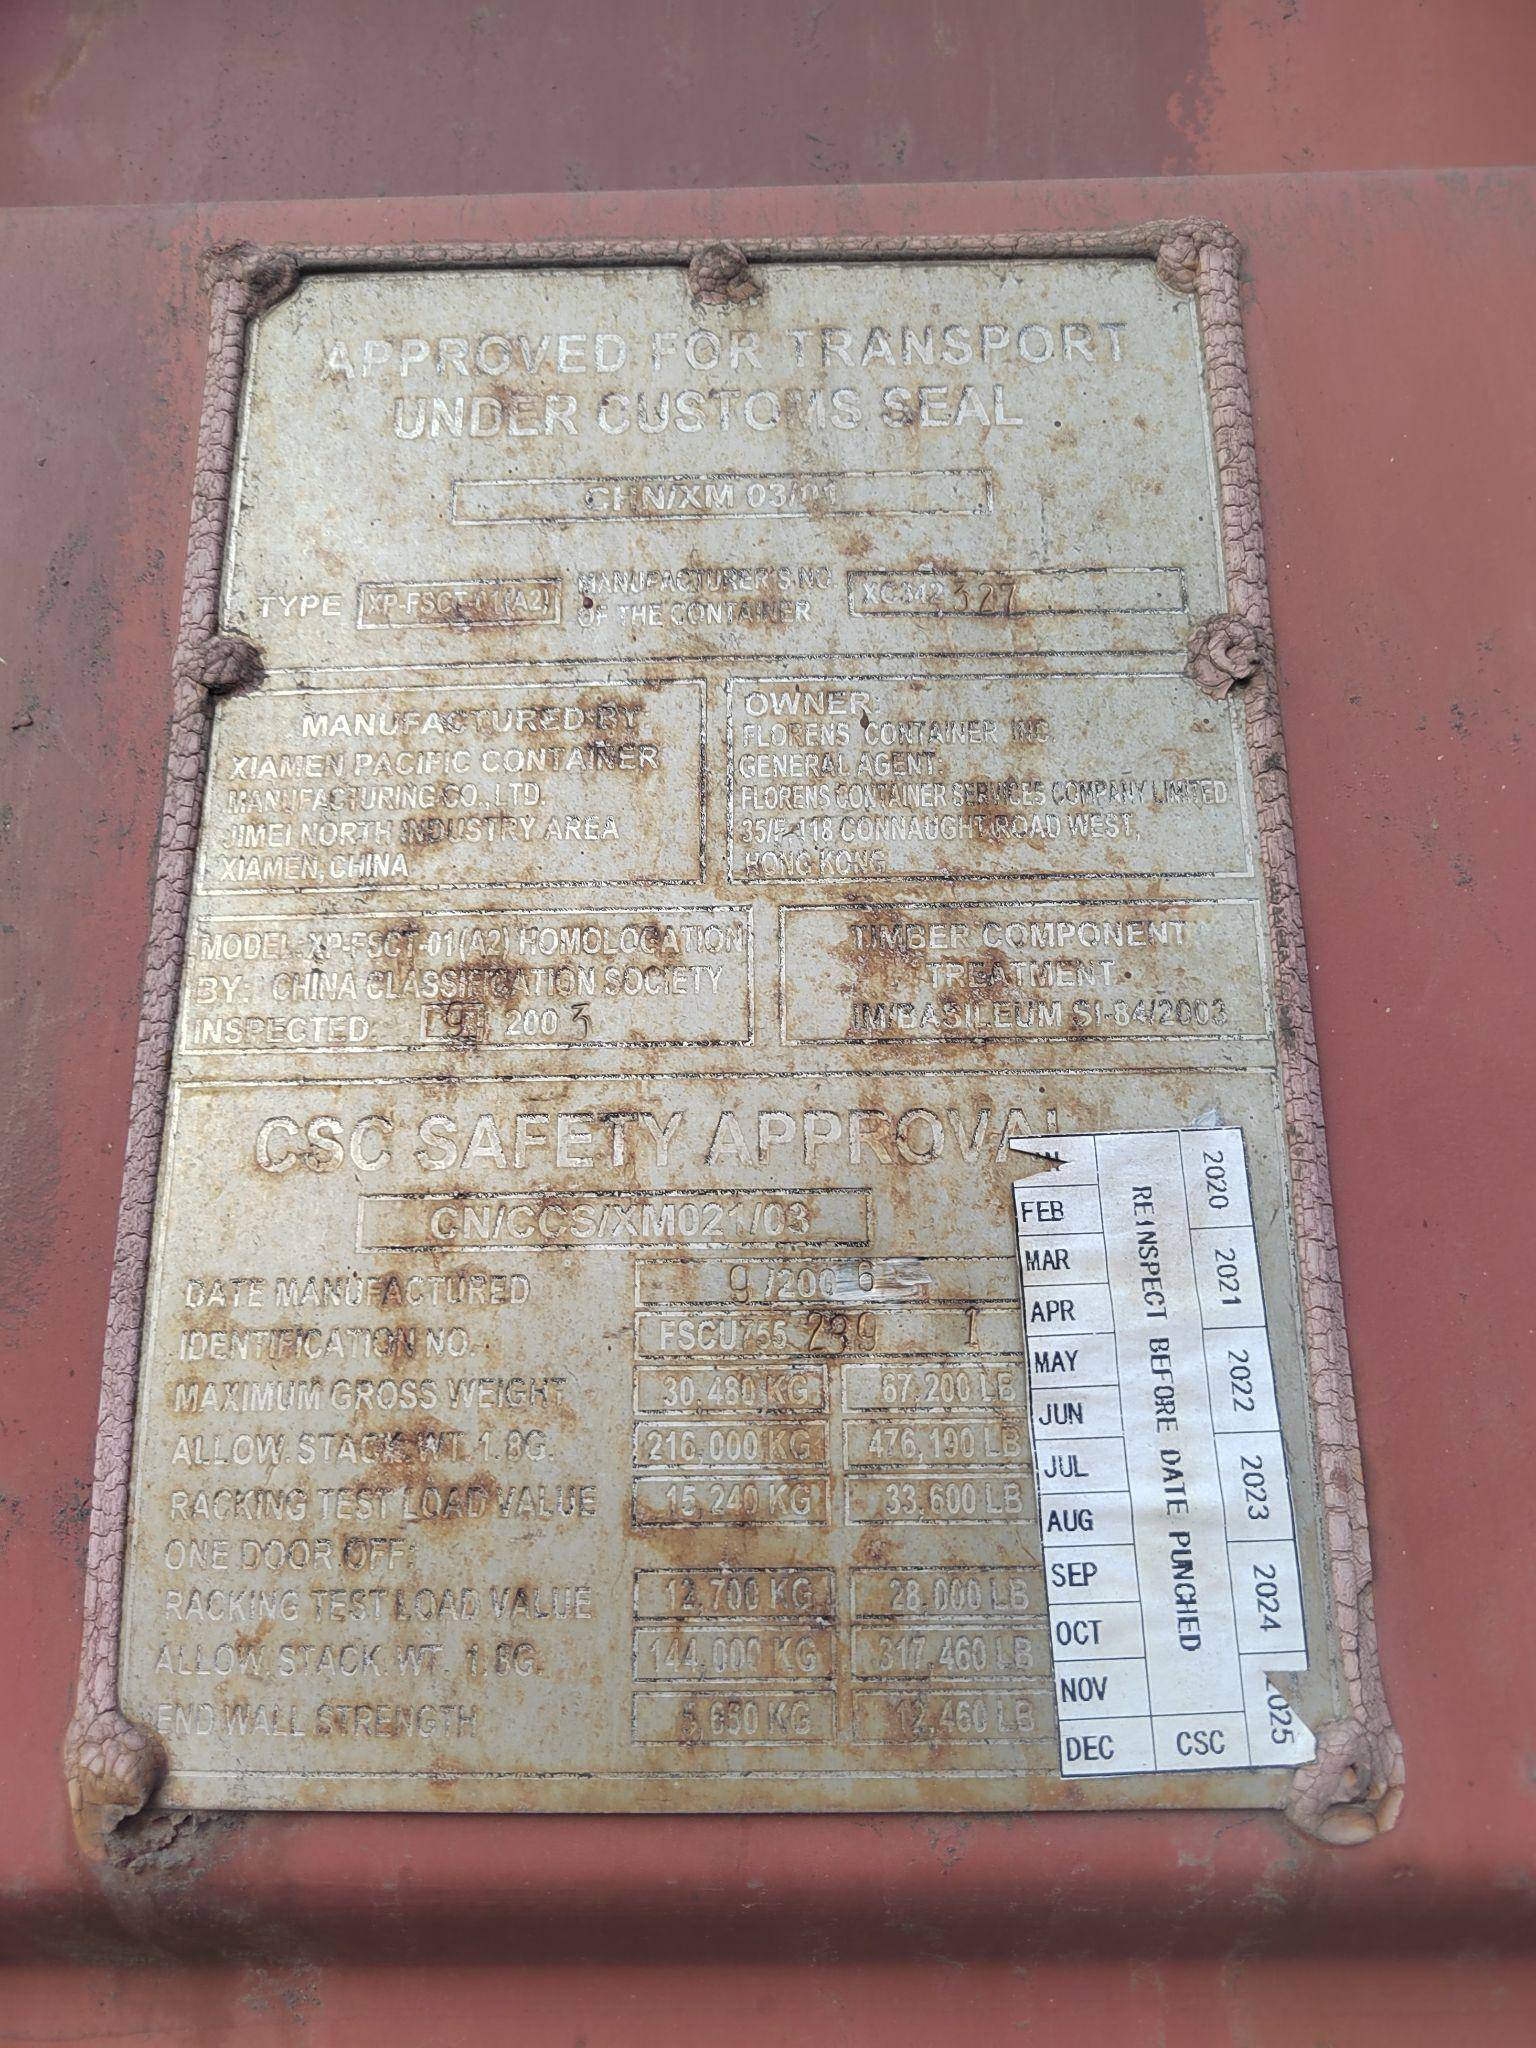 APPROVED FOR TRANSPORT
UNDER CUSTOMS SEAL
CHN/XM 03/01
TYPE XP-FSCT-01(A2) MANUFACTURER'S NO. OF THE CONTAINER XC342 327
MANUFACTURED BY:
XIAMEN PACIFIC CONTAINER
MANUFACTURING CO., LTD.
JIMEI NORTH INDUSTRY AREA
XIAMEN, CHINA
OWNER:
FLORENS CONTAINER INC.
GENERAL AGENT:
FLORENS CONTAINER SERVICES COMPANY LIMITED
35/F, 118 CONNAUGHT ROAD WEST,
HONG KONG
MODEL: XP-FSCT-01(A2) HOMOLOGATION
BY: CHINA CLASSIFICATION SOCIETY
INSPECTED: 2003
TIMBER COMPONENT
TREATMENT
IM/BASILEUM SI-84/2003
CSC SAFETY APPROVAL
CN/CCS/XM021/03
DATE MANUFACTURED 9 /200 6
IDENTIFICATION NO. FSCU755 1
MAXIMUM GROSS WEIGHT 30,480 KG 67,200 LB
ALLOW. STACK. WT. 1.8G. 216,000 KG 476,190 LB
RACKING TEST LOAD VALUE 15,240 KG 33,600 LB
ONE DOOR OFF:
RACKING TEST LOAD VALUE 12,700 KG 28,000 LB
ALLOW. STACK. WT. 1.8G. 144,000 KG 317,460 LB
END WALL STRENGTH 5,650 KG 12,460 LB
FEB
MAR
APR
MAY
JUN
JUL
AUG
SEP
OCT
NOV
DEC
REINSPECT BEFORE DATE PUNCHED
CSC
2020
2021
2022
2023
2024
2025